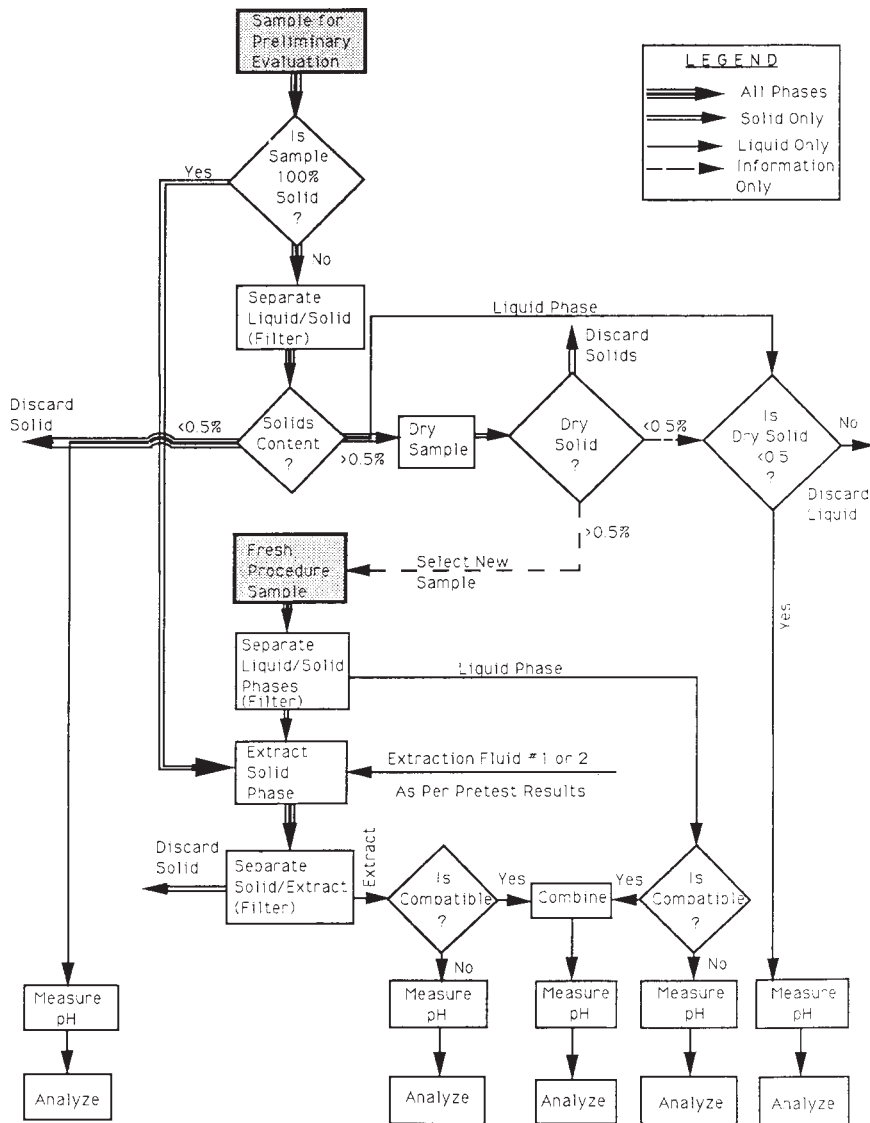 Sample for
Preliminary
Evaluation
LEGEND
All Phases
Solid Only
Liquid Only
Information
Only
Is
Sample
100%
Solid
?
Yes
No
Separate
Liquid/Solid
(Filter)
Liquid Phase
Discard
Solids
Discard
Solid
<0.5%
Solids
Content
?
>0.5%
Dry
Sample
Dry
Solid
?
<0.5%
Is
Dry Solid
<0.5
?
No
Discard
Liquid
>0.5%
Fresh
Procedure
Sample
Select New
Sample
Yes
Separate
Liquid/Solid
Phases
(Filter)
Liquid Phase
Extract
Solid
Phase
Extraction Fluid #1 or 2
As Per Pretest Results
Discard
Solid
Separate
Solid/Extract
(Filter)
Extract
Is
Compatible
?
Yes
Combine
Yes
Is
Compatible
?
No
No
Measure
pH
Measure
pH
Measure
pH
Measure
pH
Measure
pH
Analyze
Analyze
Analyze
Analyze
Analyze